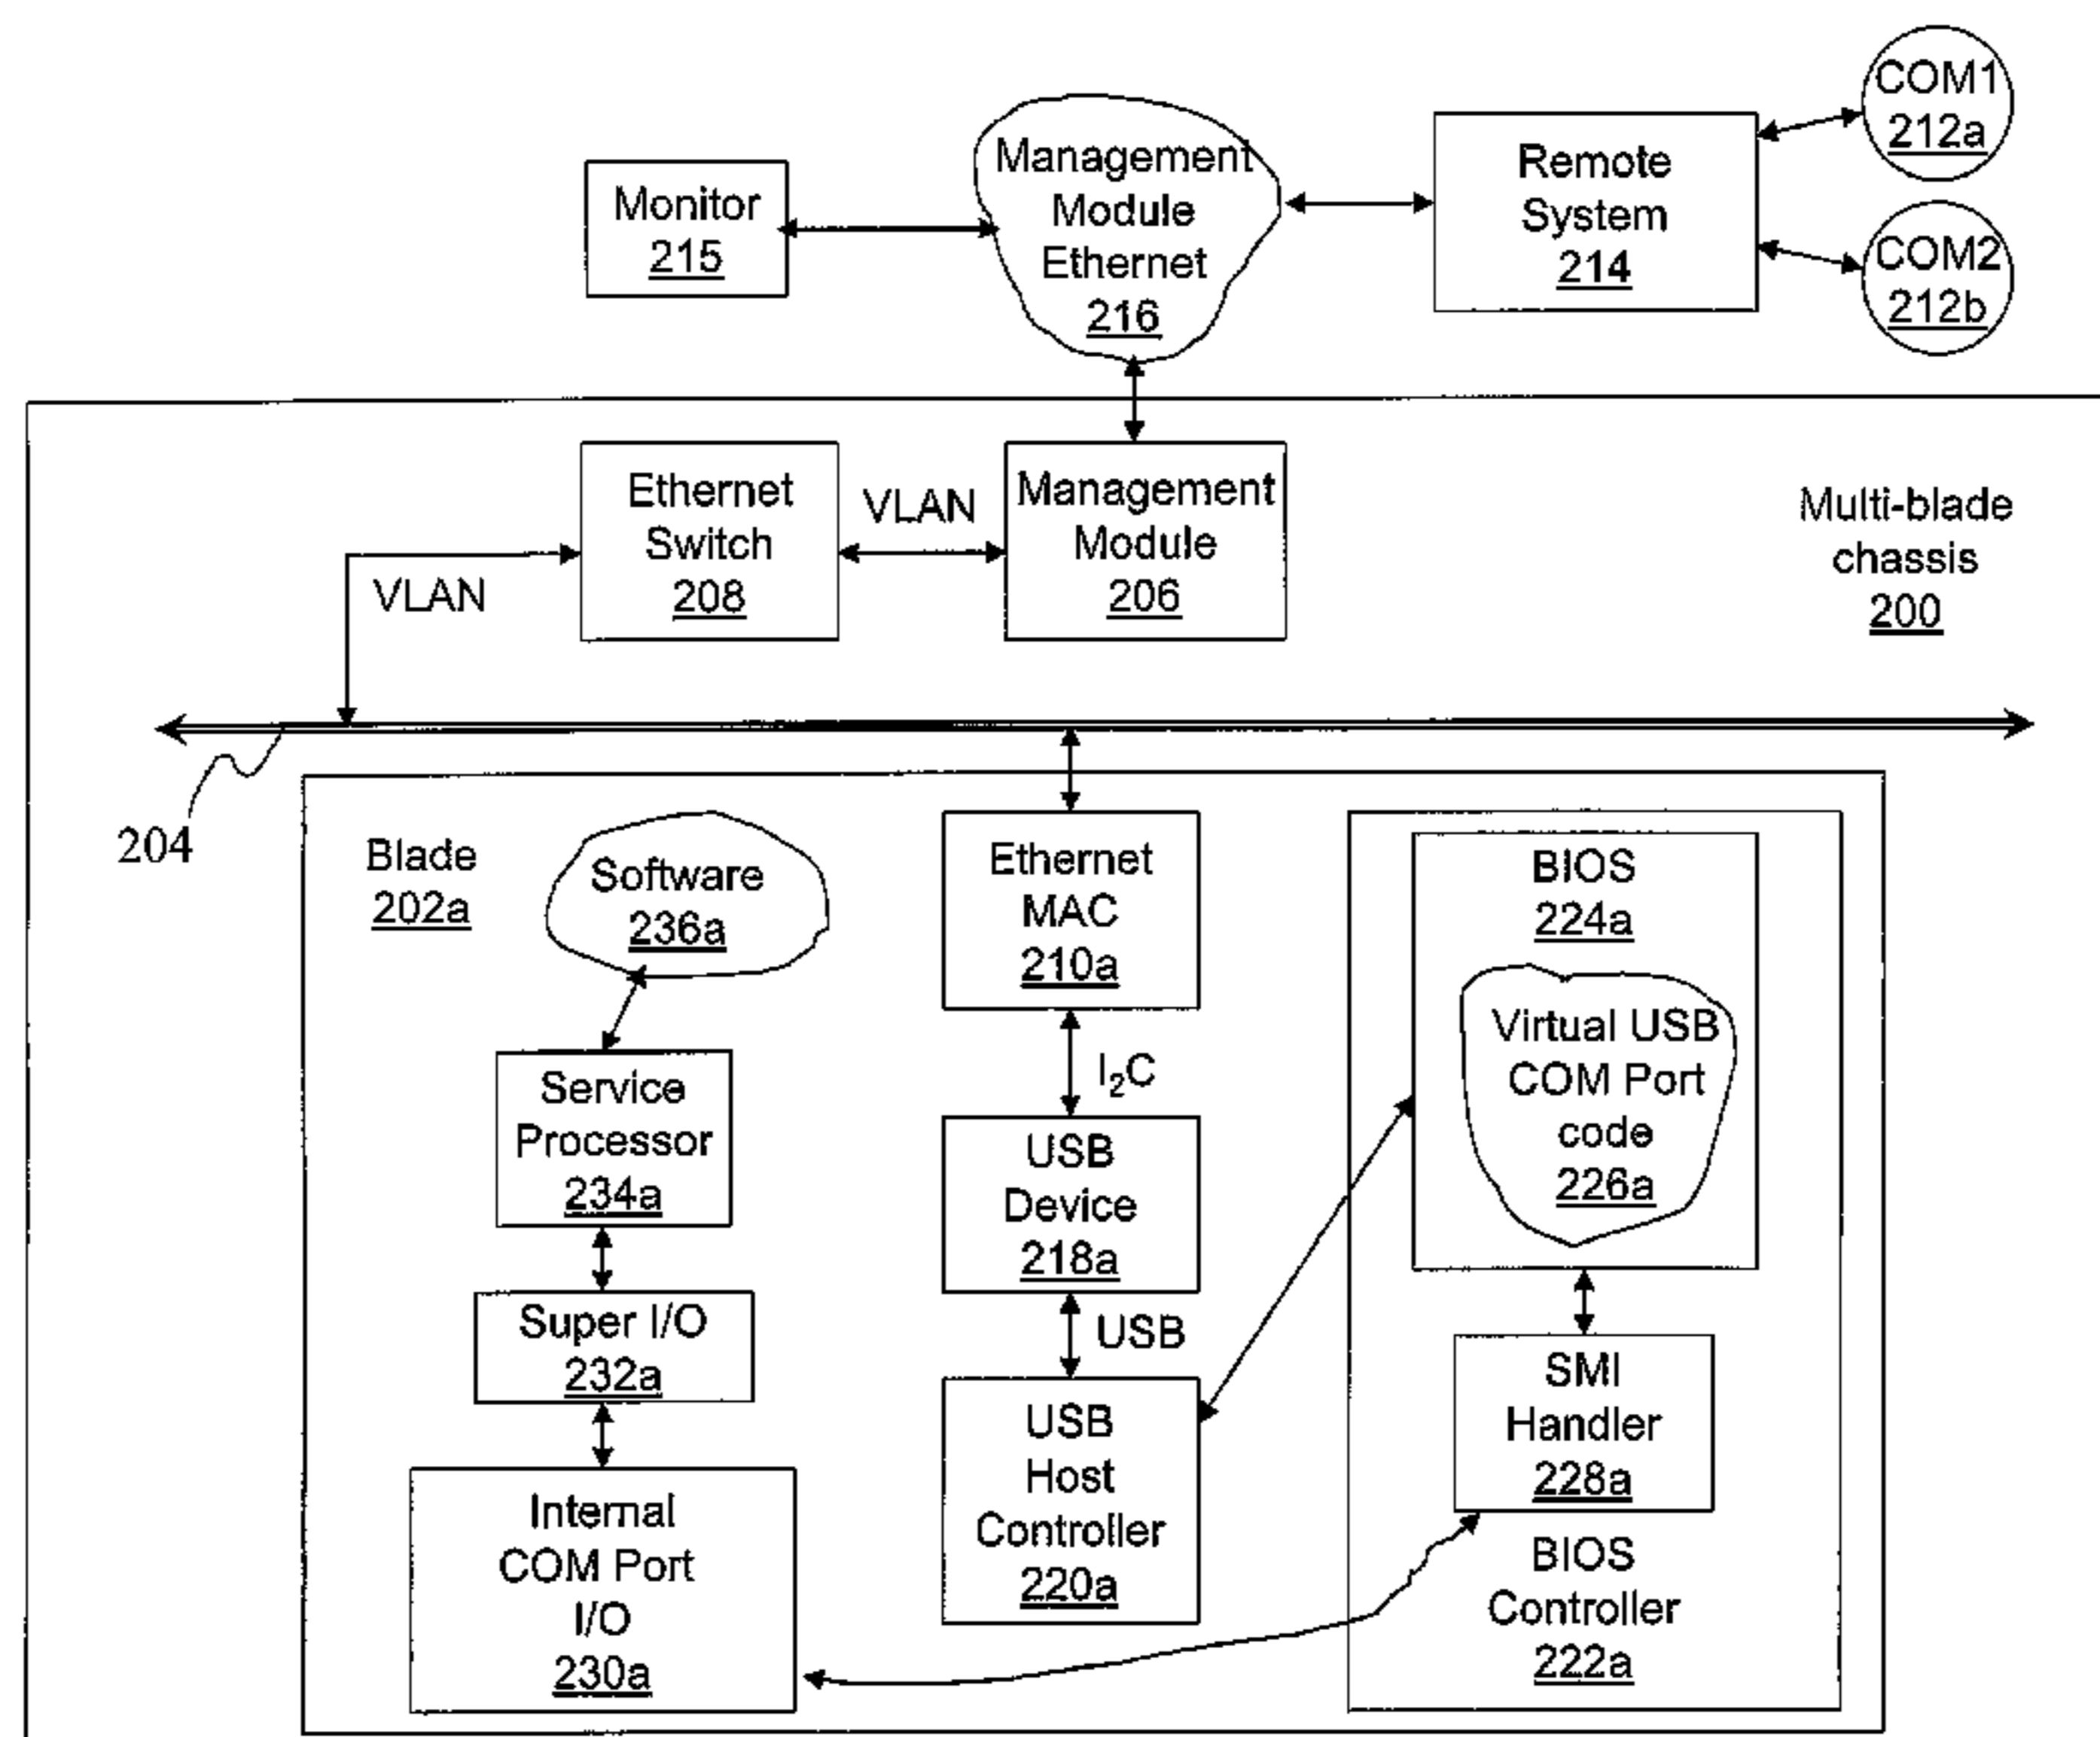 COM1
212a
COM2
212b
Remote
System
214
Management
Module
Ethernet
216
Monitor
215
Ethernet
Switch
208
VLAN
Management
Module
206
Multi-blade
chassis
200
VLAN
204
Blade
202a
Software
236a
Service
Processor
234a
Super I/O
232a
Internal
COM Port
I/O
230a
Ethernet
MAC
210a
I2C
USB
Device
218a
USB
USB
Host
Controller
220a
BIOS
224a
Virtual USB
COM Port
code
226a
SMI
Handler
228a
BIOS
Controller
222a